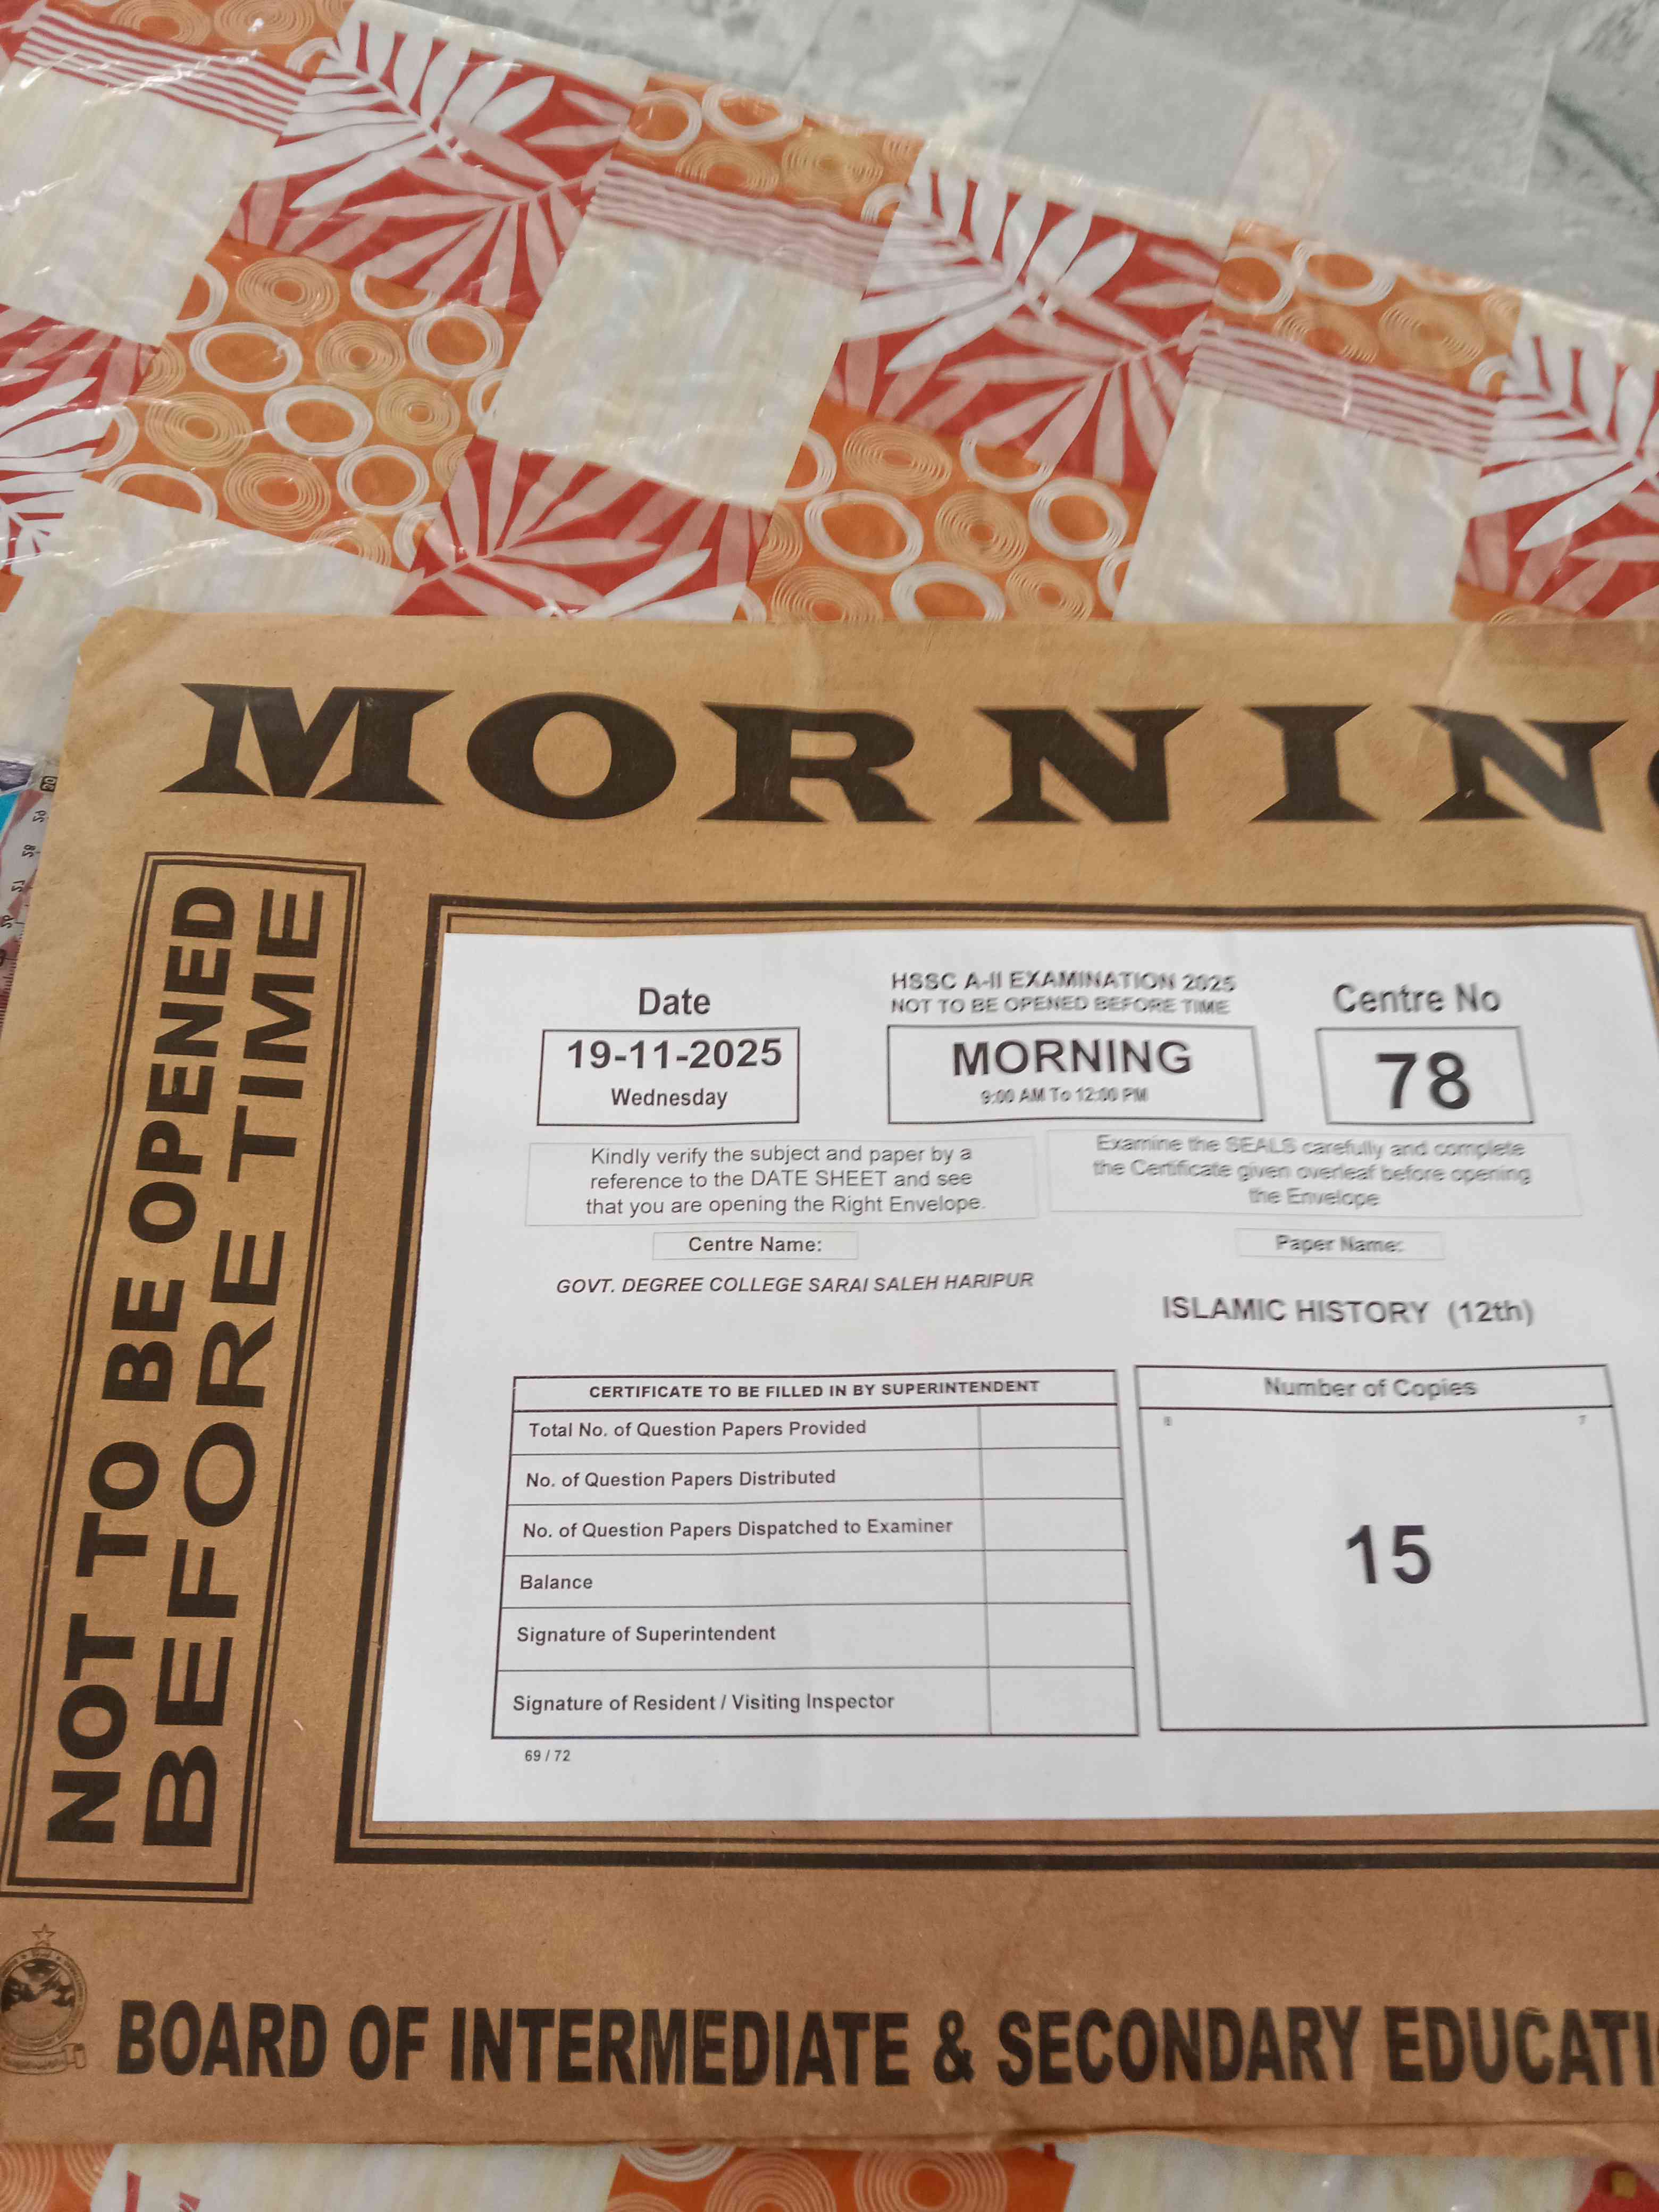 MORNIN
NOT TO BE OPENED
BEFORE TIME
HSSC A-II EXAMINATION 2025
NOT TO BE OPENED BEFORE TIME
Date
19-11-2025
Wednesday
MORNING
9:00 AM To 12:00 PM
Centre No
78
Kindly verify the subject and paper by a
reference to the DATE SHEET and see
that you are opening the Right Envelope.
Examine the SEALS carefully and complete
the Certificate given overleaf before opening
the Envelope
Centre Name:
GOVT. DEGREE COLLEGE SARAI SALEH HARIPUR
Paper Name:
ISLAMIC HISTORY (12th)
CERTIFICATE TO BE FILLED IN BY SUPERINTENDENT
Total No. of Question Papers Provided
No. of Question Papers Distributed
No. of Question Papers Dispatched to Examiner
Balance
Signature of Superintendent
Signature of Resident / Visiting Inspector
69 / 72
Number of Copies
8 7
15
BOARD OF INTERMEDIATE & SECONDARY EDUCATI